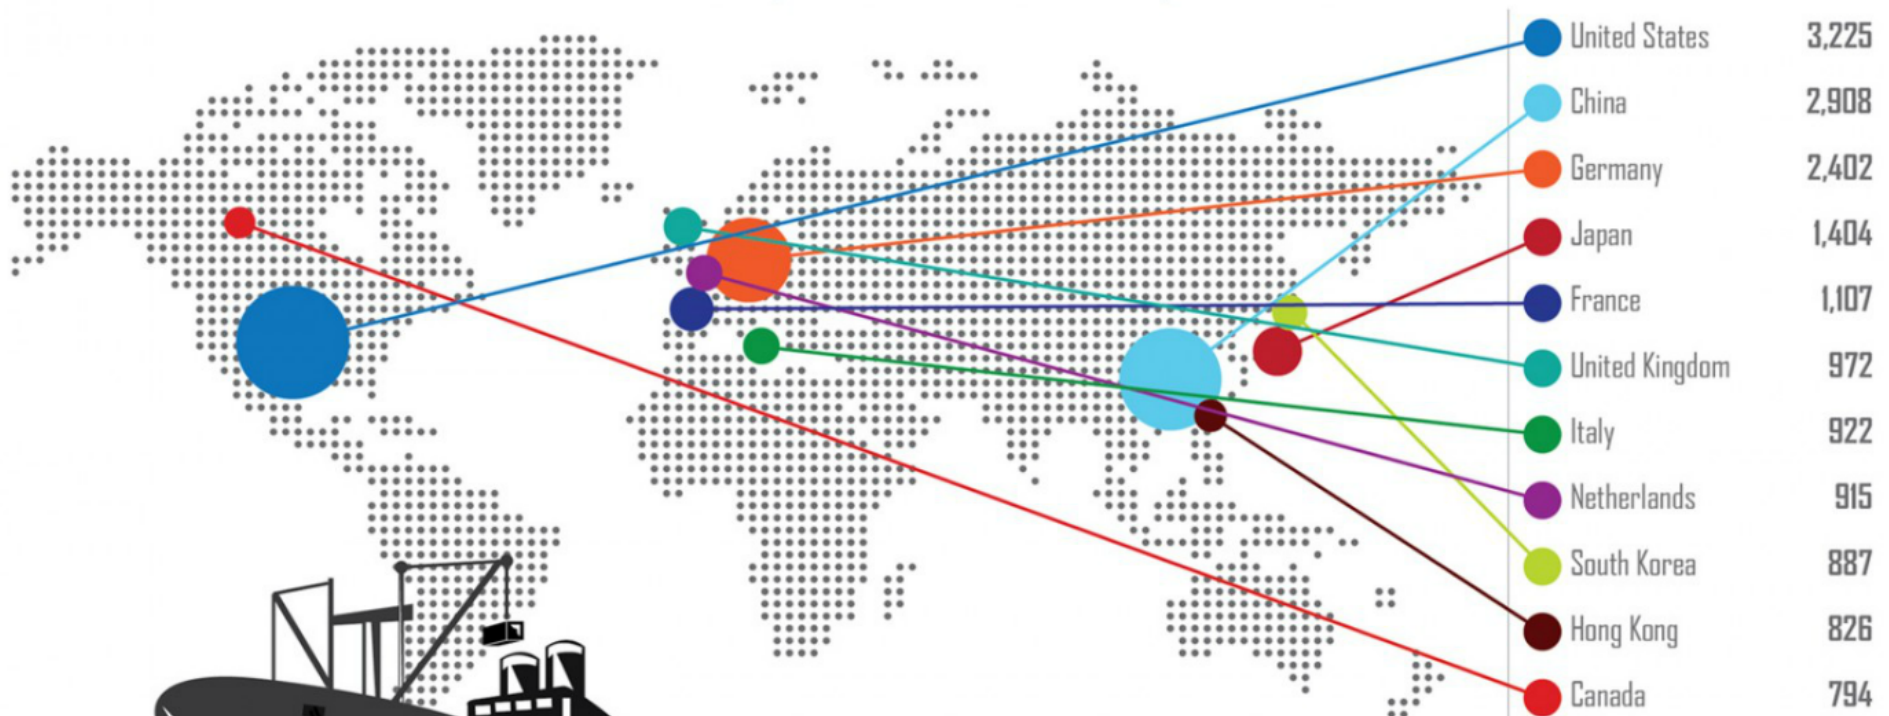 United States 3,225
China 2,908
Germany 2,402
Japan 1,404
France 1,107
United Kingdom 972
Italy 922
Netherlands 915
South Korea 887
Hong Kong 826
Canada 794